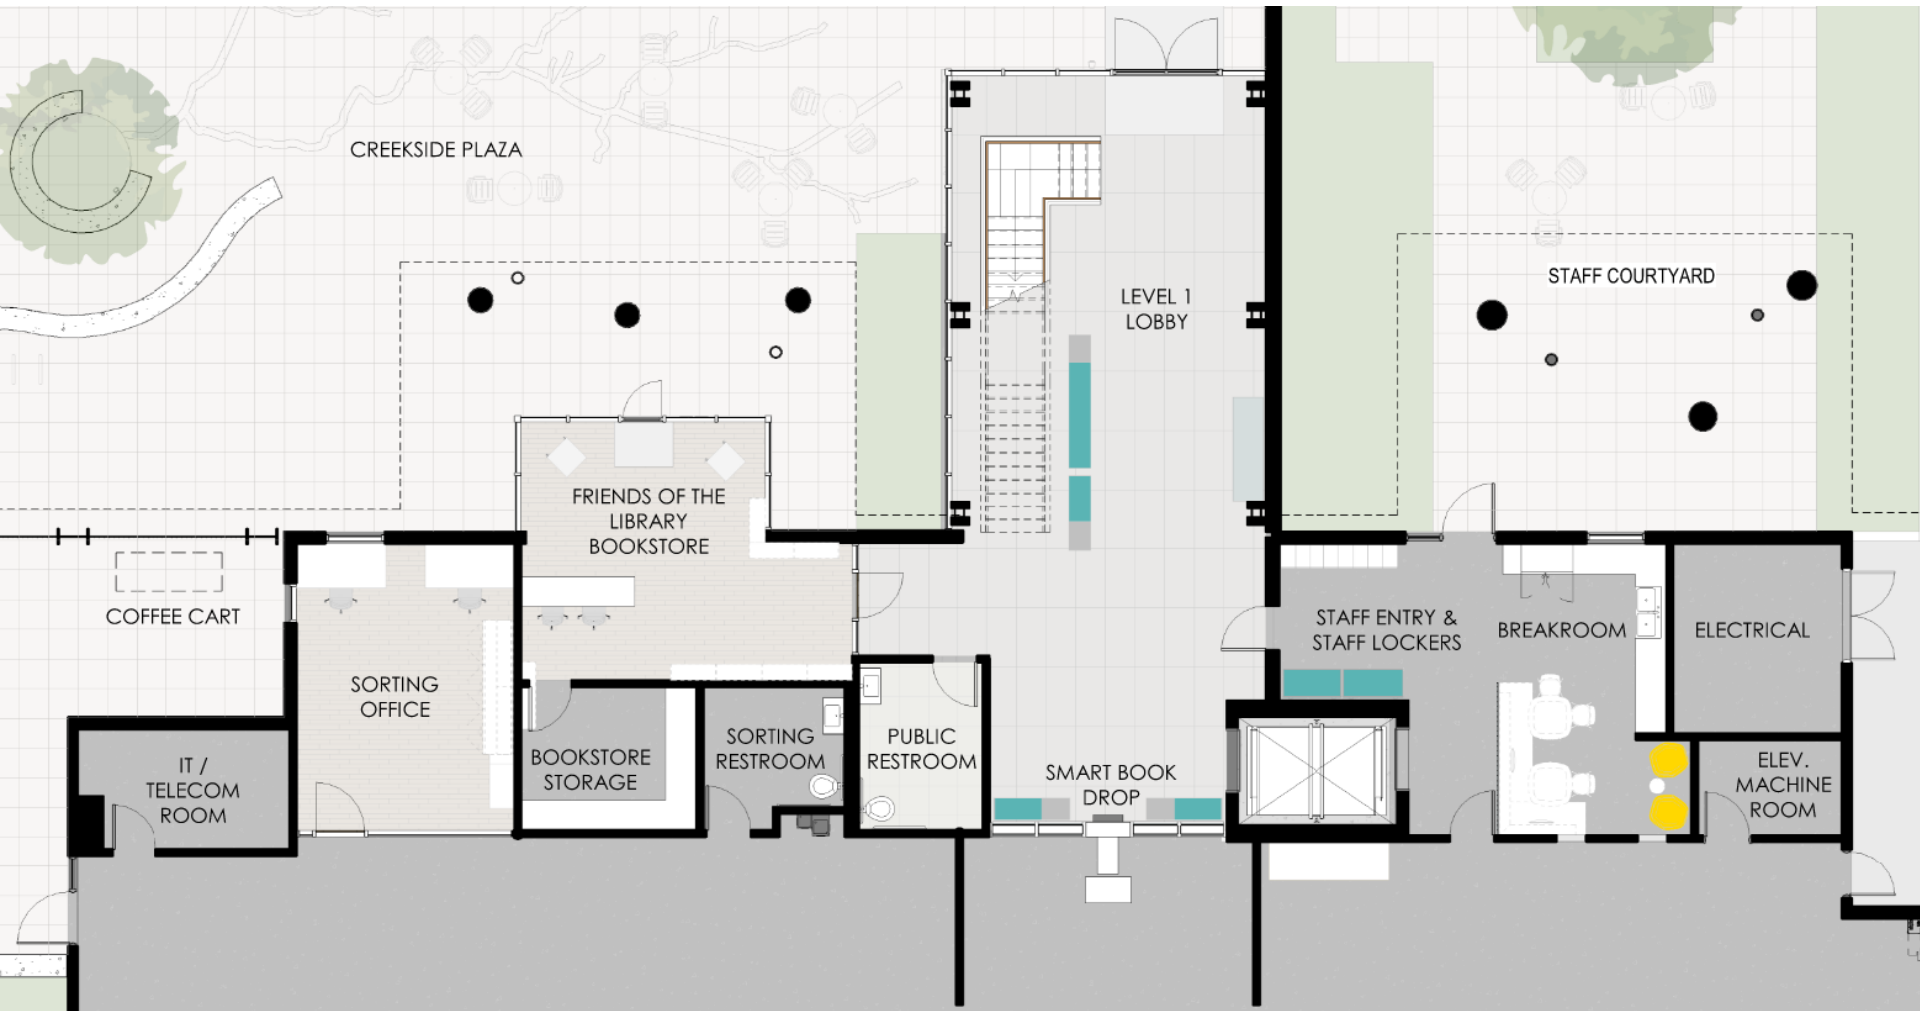 CREEKSIDE PLAZA
STAFF COURTYARD
LEVEL 1
LOBBY
FRIENDS OF THE
LIBRARY
BOOKSTORE
COFFEE CART
STAFF ENTRY &
STAFF LOCKERS
BREAKROOM
ELECTRICAL
SORTING
OFFICE
IT /
TELECOM
ROOM
BOOKSTORE
STORAGE
SORTING
RESTROOM
PUBLIC
RESTROOM
SMART BOOK
DROP
ELEV.
MACHINE
ROOM